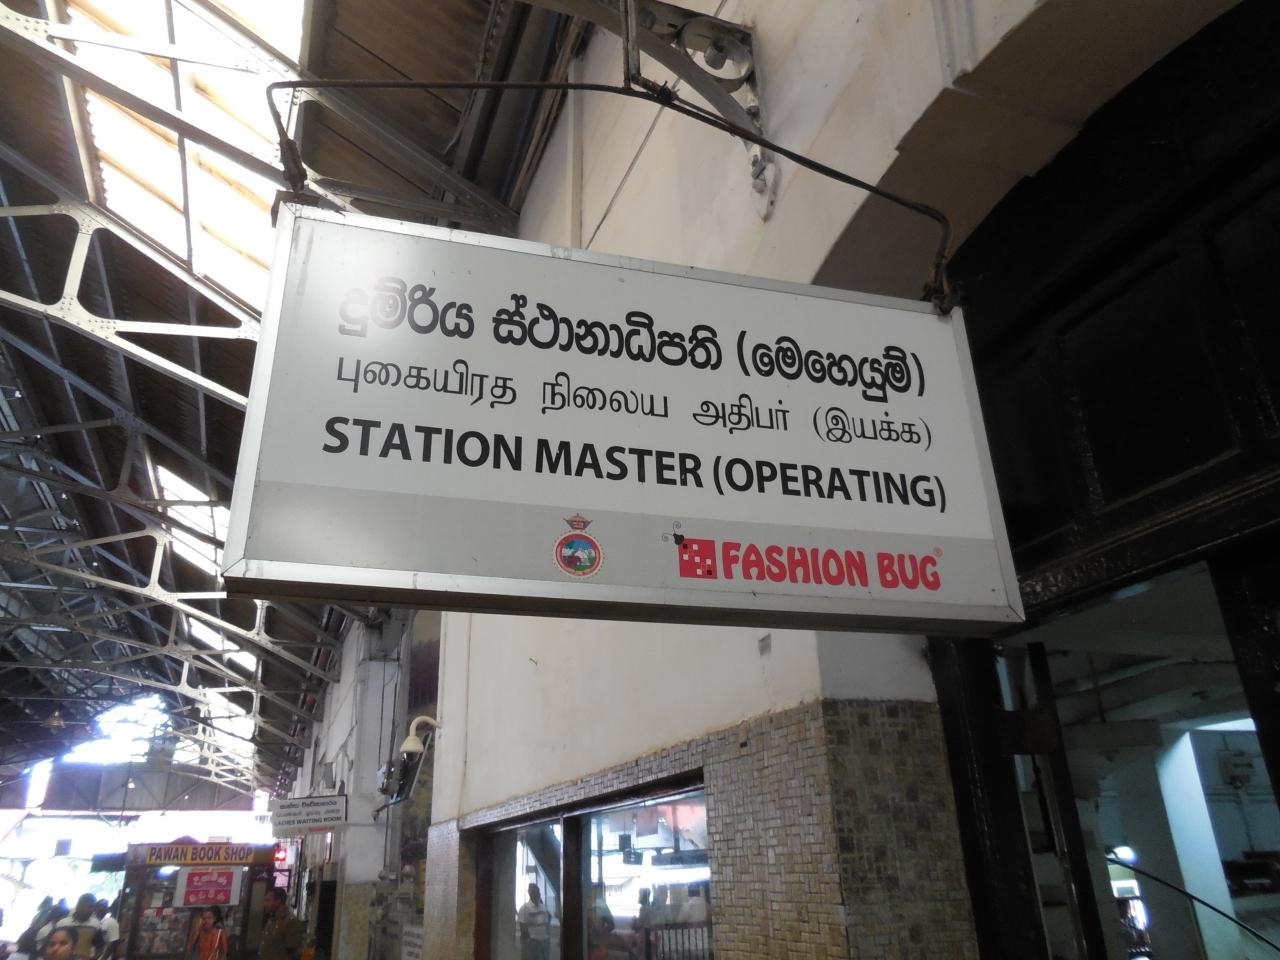 දුම්රිය ස්ථානාධිපති (මෙහෙයුම්)
புகையிரத நிலைய அதிபர் (இயக்க)
STATION MASTER (OPERATING)
FASHION BUG®
LADIES WAITING ROOM
PAWAN BOOK SHOP